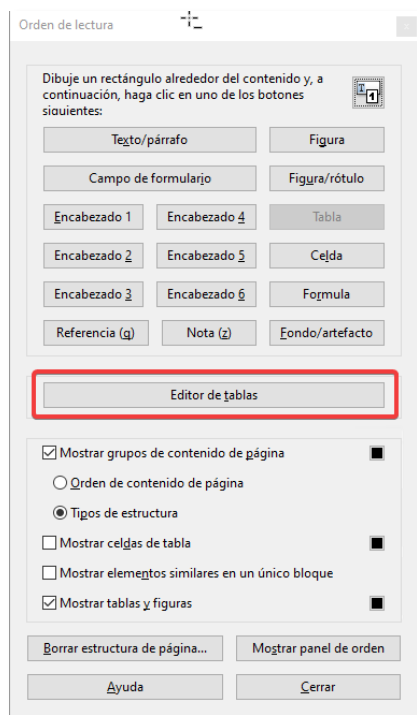 Orden de lectura
Dibuje un rectángulo alrededor del contenido y, a
continuación, haga clic en uno de los botones
siguientes:
Texto/párrafo
Figura
Campo de formulario
Figura/rótulo
Encabezado 1
Encabezado 4
Tabla
Encabezado 2
Encabezado 5
Celda
Encabezado 3
Encabezado 6
Formula
Referencia (q)
Nota (z)
Fondo/artefacto
Editor de tablas
Mostrar grupos de contenido de página
Orden de contenido de página
Tipos de estructura
Mostrar celdas de tabla
Mostrar elementos similares en un único bloque
Mostrar tablas y figuras
Borrar estructura de página...
Mostrar panel de orden
Ayuda
Cerrar